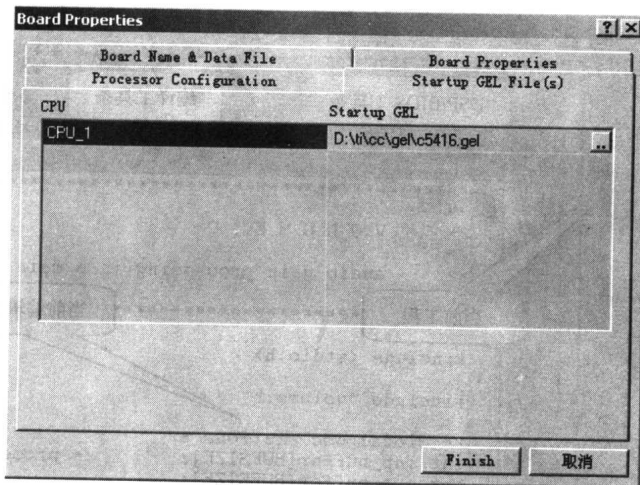 Board Properties
Board Name & Data File
Board Properties
Processor Configuration
Startup GEL File(s)
CPU
Startup GEL
CPU_1
D:\ti\cc\gel\c5416.gel
..
Finish
取消